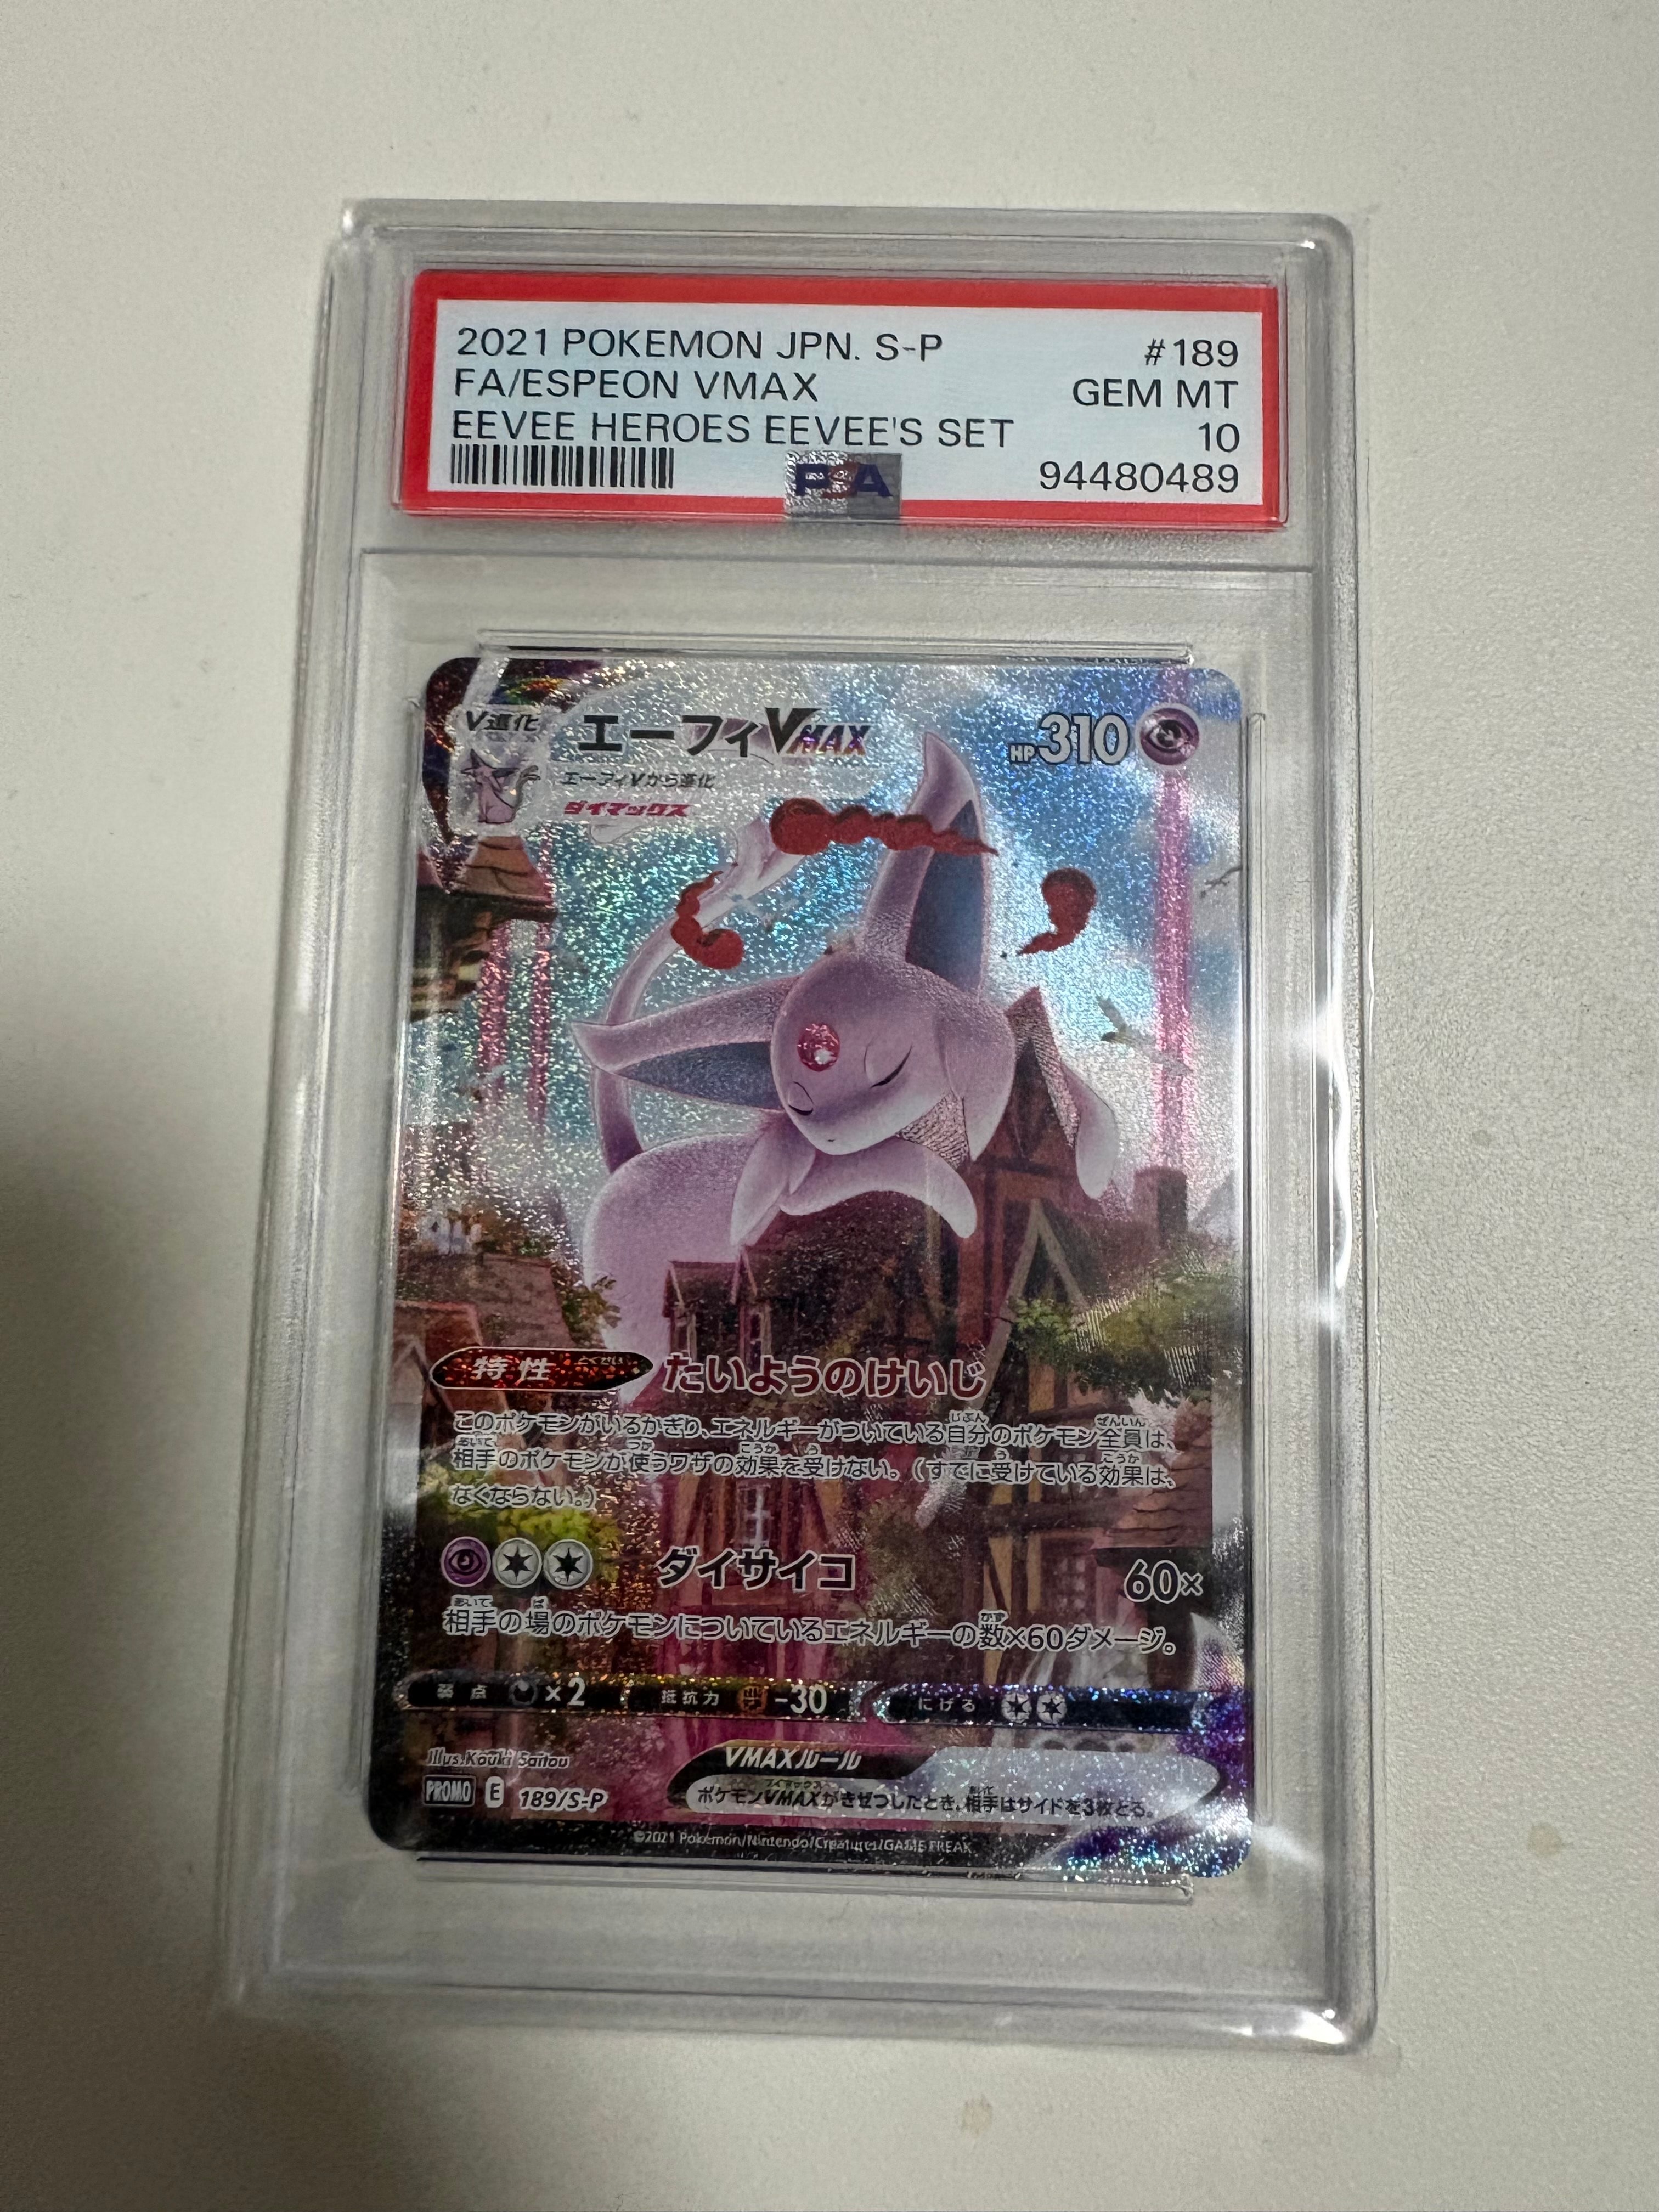 2021 POKEMON JPN. S-P #189
FA/ESPEON VMAX GEM MT
EEVEE HEROES EEVEE'S SET 10
PSA 94480489
V進化 エーフィVMAX HP310
エーフィVから進化
ダイマックス
特性 とくせい たいようのけいじ
このポケモンがいるかぎり、エネルギーがついている自分のポケモン全員は、
相手のポケモンが使うワザの効果を受けない。（すでに受けている効果は、
なくならない。）
ダイサイコ 60×
相手の場のポケモンについているエネルギーの数×60ダメージ。
弱点 ×2 抵抗力 -30 にげる
Illus. Kouki Saitou
VMAXルール
PROMO E 189/S-P
ポケモンVMAXがきぜつしたとき、相手はサイドを3枚とる。
©2021 Pokémon/Nintendo/Creatures/GAME FREAK